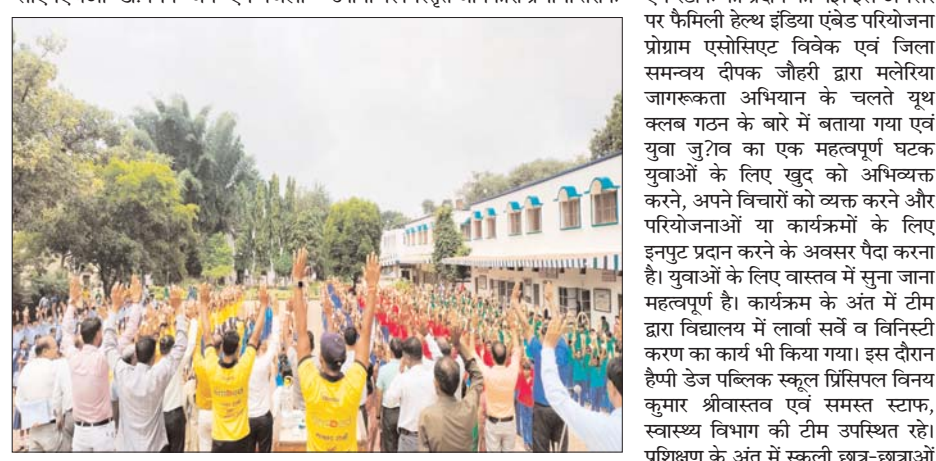 पर फैमिली हेल्थ इंडिया एंबेड परियोजना
प्रोग्राम एसोसिएट विवेक एवं जिला
समन्वय दीपक जौहरी द्वारा मलेरिया
जागरूकता अभियान के चलते यूथ
क्लब गठन के बारे में बताया गया एवं
युवा जु?ाव का एक महत्वपूर्ण घटक
युवाओं के लिए खुद को अभिव्यक्त
करने, अपने विचारों को व्यक्त करने और
परियोजनाओं या कार्यक्रमों के लिए
इनपुट प्रदान करने के अवसर पैदा करना
है। युवाओं के लिए वास्तव में सुना जाना
महत्वपूर्ण है। कार्यक्रम के अंत में टीम
द्वारा विद्यालय में लार्वा सर्वे व विनिस्टी
करण का कार्य भी किया गया। इस दौरान
हैप्पी डेज पब्लिक स्कूल प्रिंसिपल विनय
कुमार श्रीवास्तव एवं समस्त स्टाफ,
स्वास्थ्य विभाग की टीम उपस्थित रहे।
प्रशिक्षण के अंत में स्कूली छात्र-छात्राओं